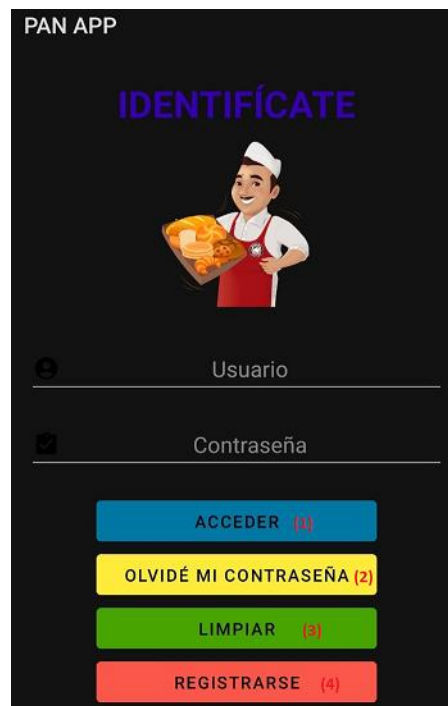 PAN APP
IDENTIFÍCATE
Usuario
Contraseña
ACCEDER (1)
OLVIDÉ MI CONTRASEÑA (2)
LIMPIAR (3)
REGISTRARSE (4)